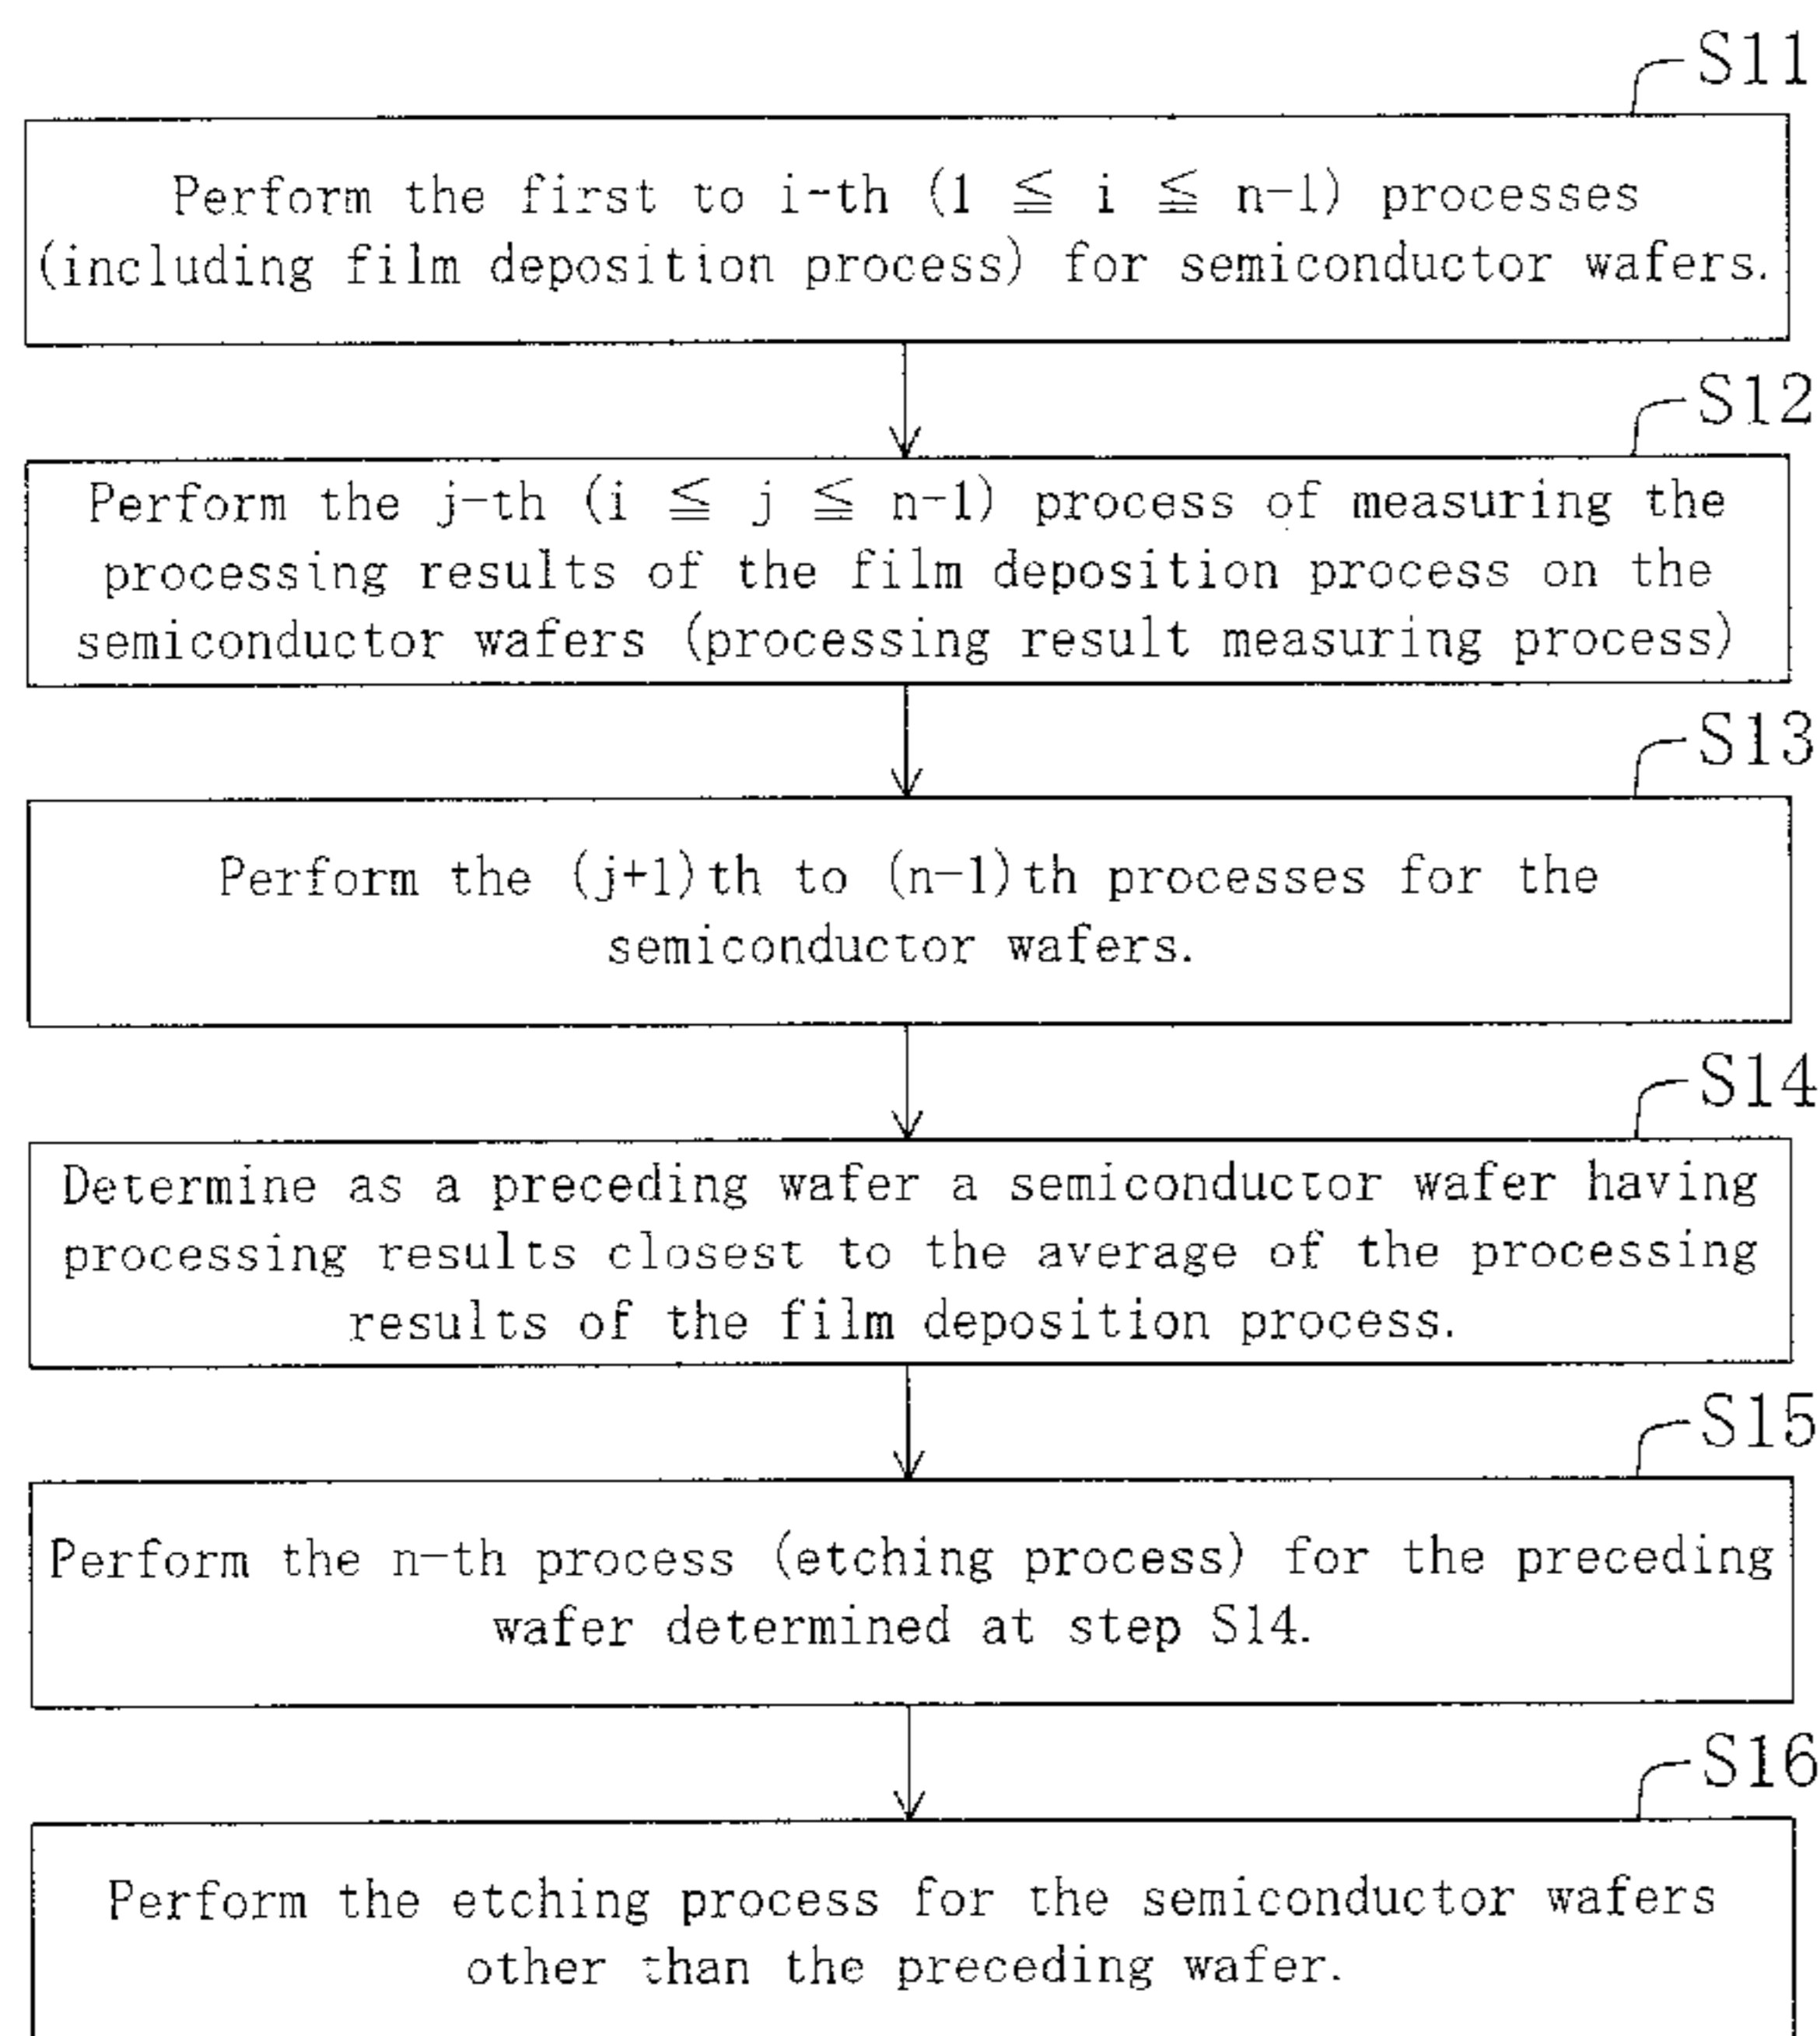 S11
Perform the first to i-th (1 ≦ i ≦ n-1) processes
(including film deposition process) for semiconductor wafers.
S12
Perform the j-th (i ≦ j ≦ n-1) process of measuring the
processing results of the film deposition process on the
semiconductor wafers (processing result measuring process)
S13
Perform the (j+1)th to (n-1)th processes for the
semiconductor wafers.
S14
Determine as a preceding wafer a semiconductor wafer having
processing results closest to the average of the processing
results of the film deposition process.
S15
Perform the n-th process (etching process) for the preceding
wafer determined at step S14.
S16
Perform the etching process for the semiconductor wafers
other than the preceding wafer.